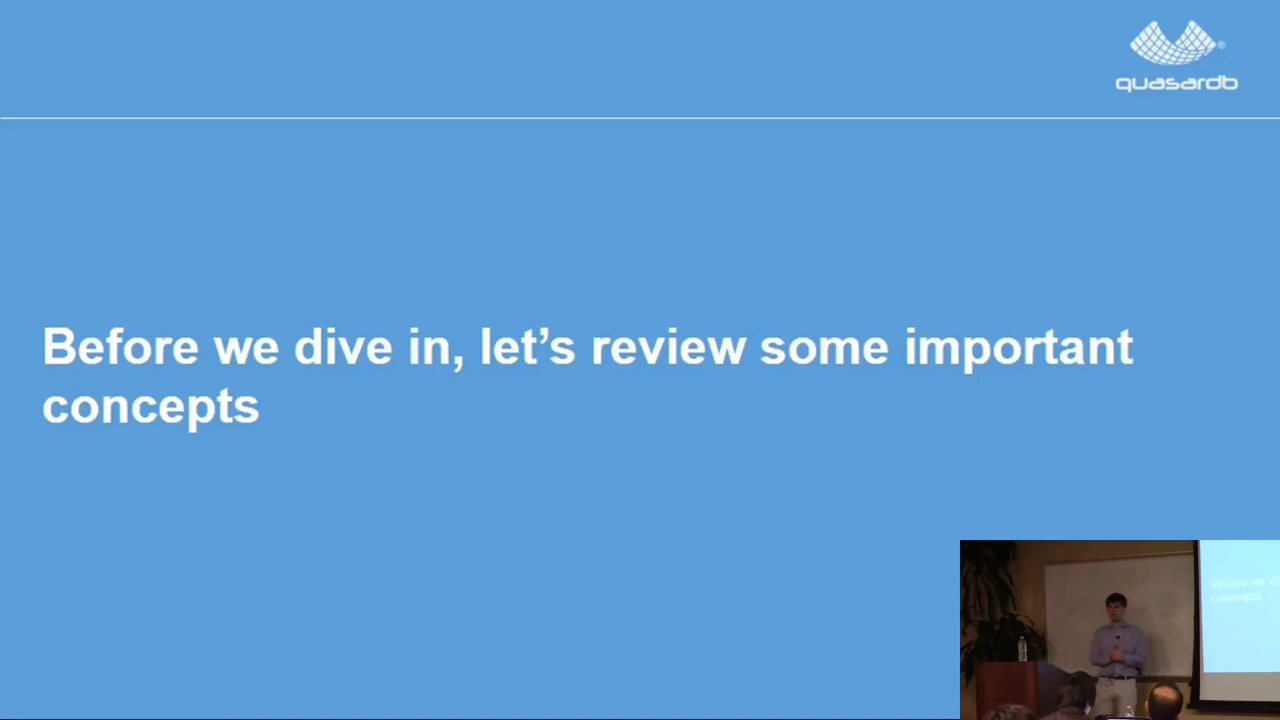 quasardb
Before we dive in, let’s review some important
concepts